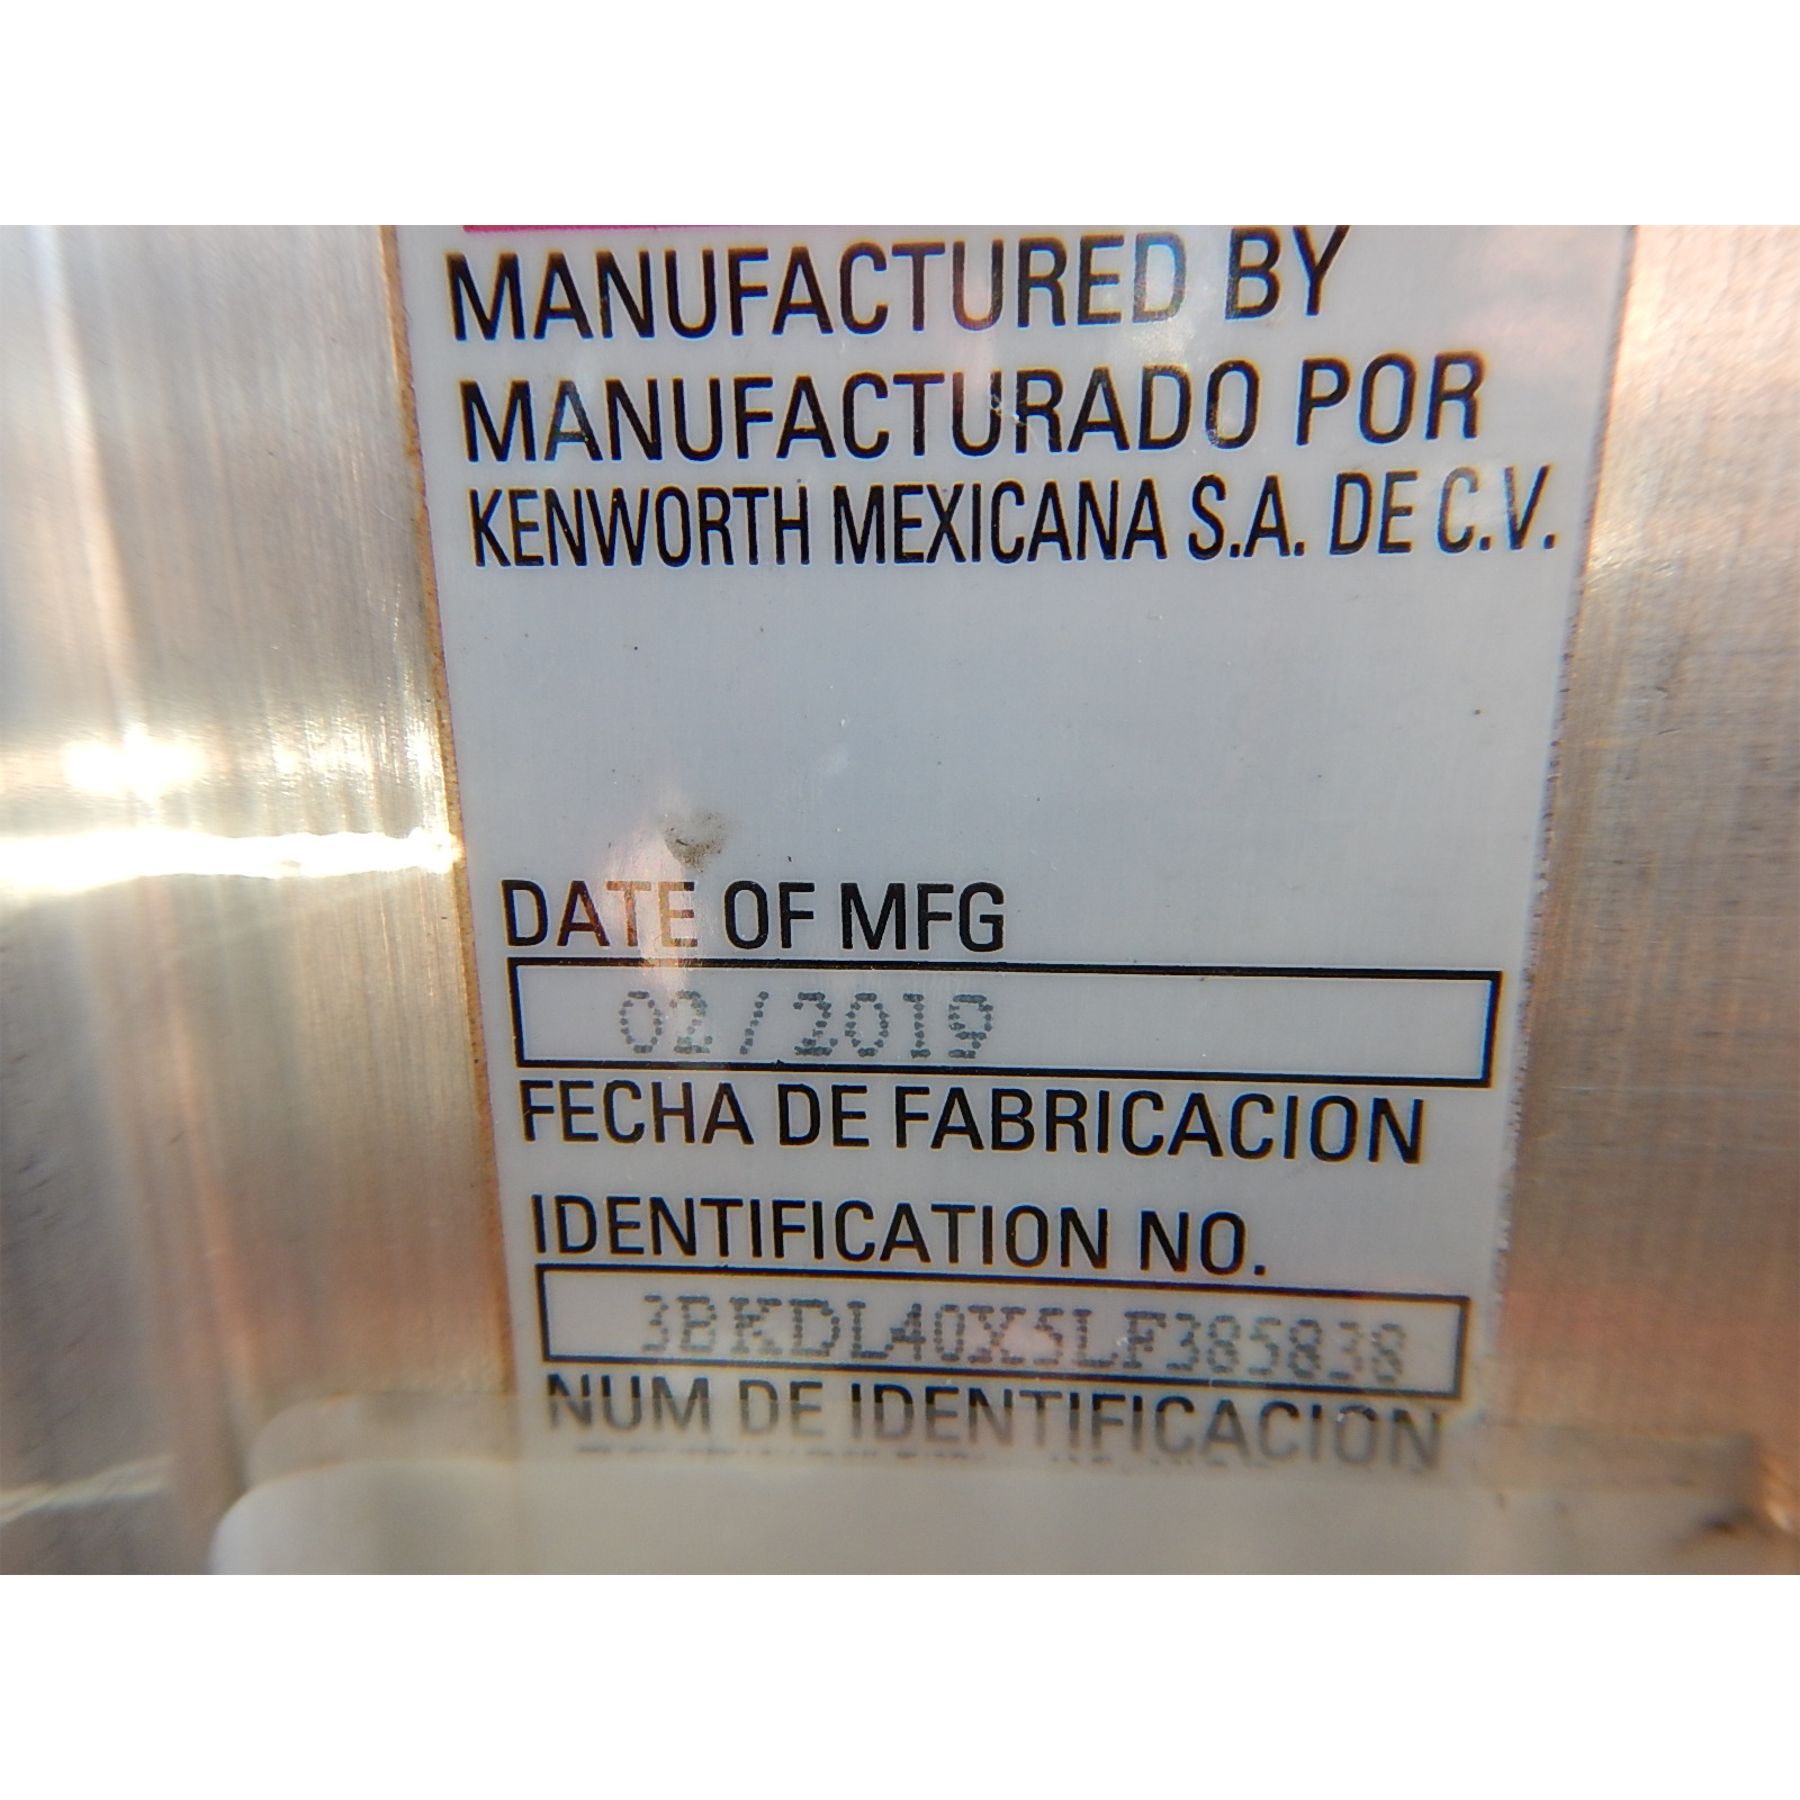 MANUFACTURED BY
MANUFACTURADO POR
KENWORTH MEXICANA S.A. DE C.V.
DATE OF MFG
02/2019
FECHA DE FABRICACION
IDENTIFICATION NO.
3BKDL40X5LF385838
NUM DE IDENTIFICACION